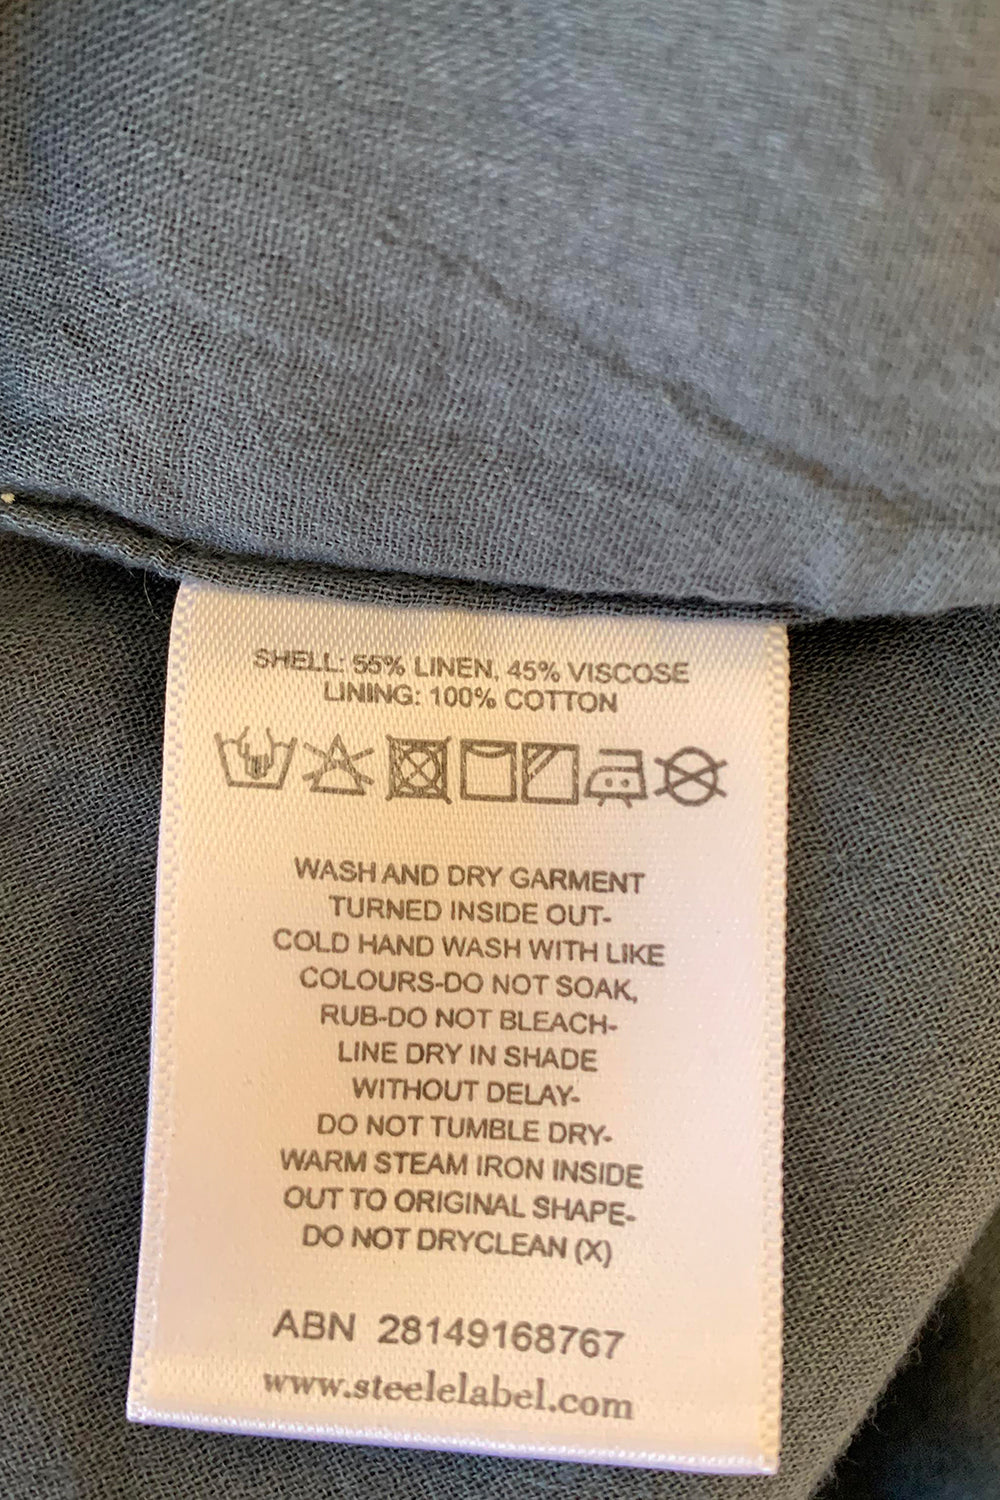 SHELL: 55% LINEN, 45% VISCOSE
LINING: 100% COTTON
WASH AND DRY GARMENT
TURNED INSIDE OUT-
COLD HAND WASH WITH LIKE
COLOURS-DO NOT SOAK,
RUB-DO NOT BLEACH-
LINE DRY IN SHADE
WITHOUT DELAY-
DO NOT TUMBLE DRY-
WARM STEAM IRON INSIDE
OUT TO ORIGINAL SHAPE-
DO NOT DRYCLEAN (X)
ABN 28149168767
www.steelelabel.com